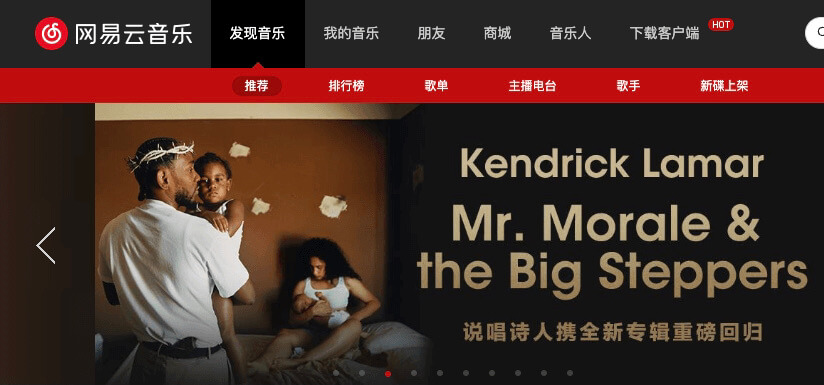 网易云音乐 发现音乐 我的音乐 朋友 商城 音乐人 下载客户端 HOT
推荐 排行榜 歌单 主播电台 歌手 新碟上架
Kendrick Lamar
Mr. Morale &
the Big Steppers
说唱诗人携全新专辑重磅回归